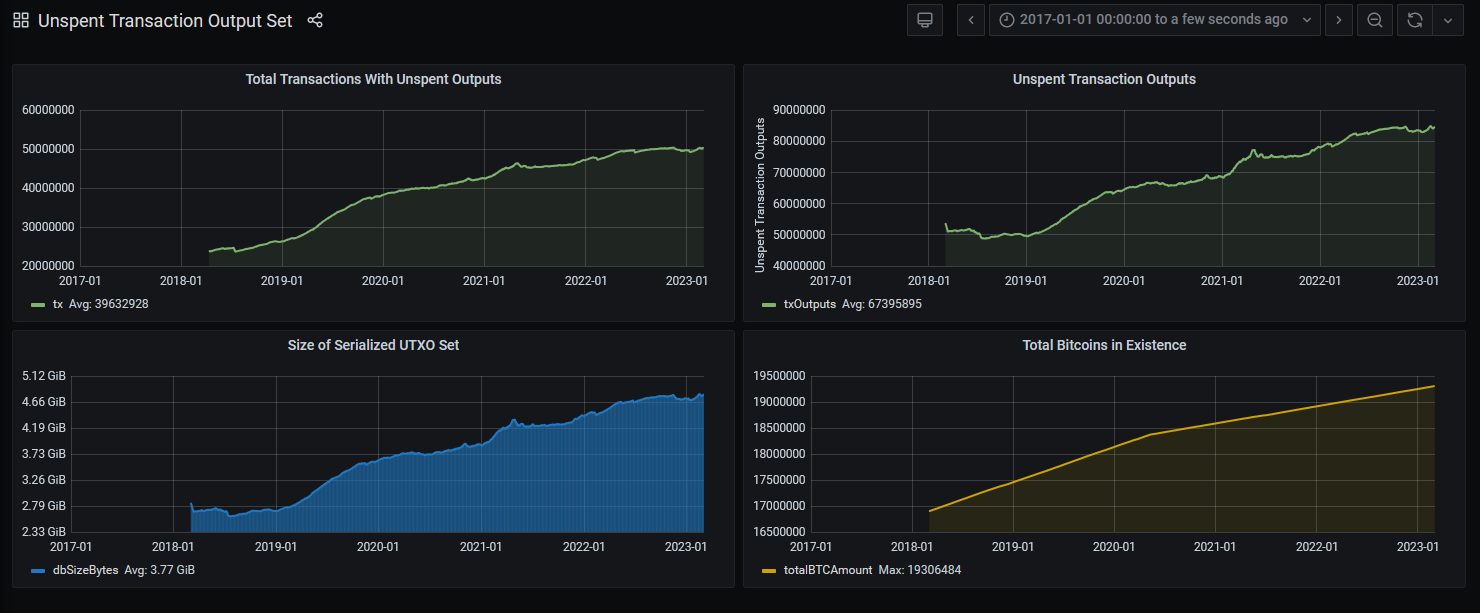 Unspent Transaction Output Set
2017-01-01 00:00:00 to a few seconds ago
Total Transactions With Unspent Outputs
60000000
50000000
40000000
30000000
20000000
2017-01 2018-01 2019-01 2020-01 2021-01 2022-01 2023-01
tx Avg: 39632928
Unspent Transaction Outputs
Unspent Transaction Outputs
90000000
80000000
70000000
60000000
50000000
40000000
2017-01 2018-01 2019-01 2020-01 2021-01 2022-01 2023-01
txOutputs Avg: 67395895
Size of Serialized UTXO Set
5.12 GiB
4.66 GiB
4.19 GiB
3.73 GiB
3.26 GiB
2.79 GiB
2.33 GiB
2017-01 2018-01 2019-01 2020-01 2021-01 2022-01 2023-01
dbSizeBytes Avg: 3.77 GiB
Total Bitcoins in Existence
19500000
19000000
18500000
18000000
17500000
17000000
16500000
2017-01 2018-01 2019-01 2020-01 2021-01 2022-01 2023-01
totalBTCAmount Max: 19306484